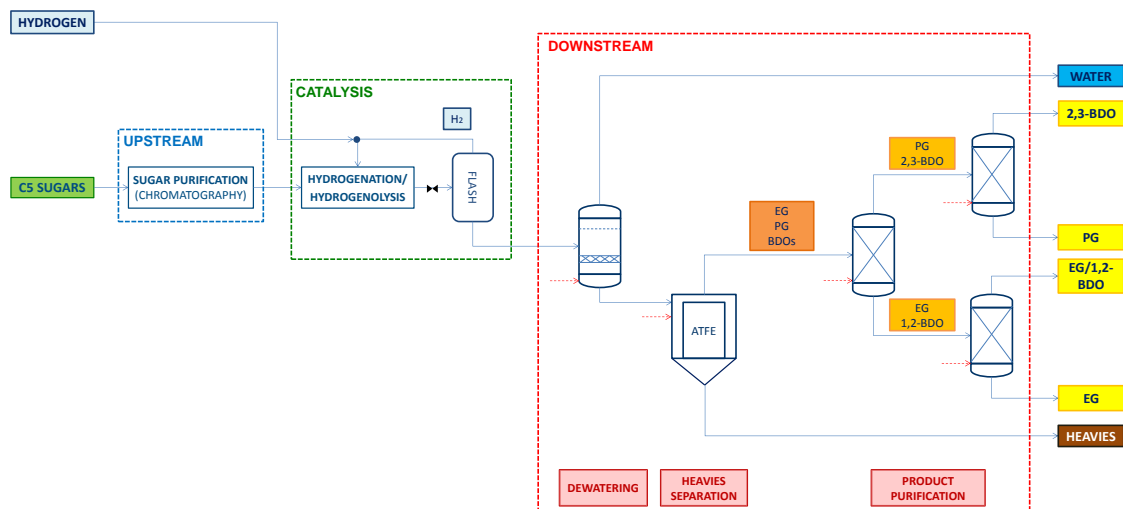 HYDROGEN
DOWNSTREAM
WATER
CATALYSIS
2,3-BDO
H₂
UPSTREAM
PG
2,3-BDO
C5 SUGARS
SUGAR PURIFICATION
(CHROMATOGRAPHY)
HYDROGENATION/
HYDROGENOLYSIS
FLASH
EG
PG
BDOs
PG
EG/1,2-
BDO
ATFE
EG
1,2-BDO
EG
HEAVIES
DEWATERING
HEAVIES
SEPARATION
PRODUCT
PURIFICATION